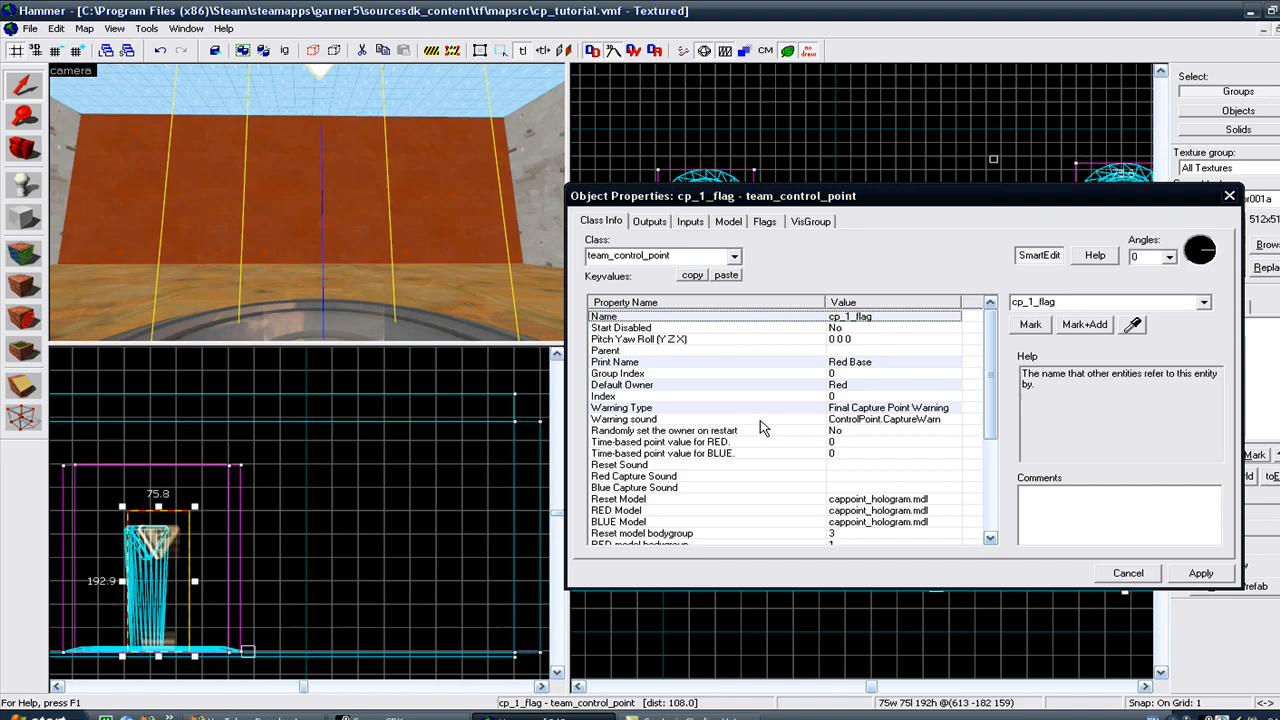 Hammer - [C:\Program Files (x86)\Steam\steamapps\garner5\sourcesdk_content\tf\mapsrc\cp_tutorial.vmf - Textured]
File Edit Map View Tools Window Help
camera
Select:
Groups
Objects
Solids
Texture group:
All Textures
Object Properties: cp_1_flag - team_control_point
Class Info Outputs Inputs Model Flags VisGroup
Class:
team_control_point
SmartEdit
Help
Angles:
0
Keyvalues:
copy
paste
Property Name Value
Name cp_1_flag
Start Disabled No
Pitch Yaw Roll (Y Z X) 0 0 0
Parent
Print Name Red Base
Group Index 0
Default Owner Red
Index 0
Warning Type Final Capture Point Warning
Warning sound ControlPoint.CaptureWarn
Randomly set the owner on restart No
Time-based point value for RED. 0
Time-based point value for BLUE. 0
Reset Sound
Red Capture Sound
Blue Capture Sound
Reset Model cappoint_hologram.mdl
RED Model cappoint_hologram.mdl
BLUE Model cappoint_hologram.mdl
Reset model bodygroup 3
RED model bodygroup 1
cp_1_flag
Mark
Mark+Add
Help
The name that other entities refer to this entity
by.
Comments
Cancel
Apply
75.8
192.9
For Help, press F1
cp_1_flag - team_control_point
[dist: 108.0]
75w 75l 192h @(613 -182 159)
Snap: On Grid: 1
<->